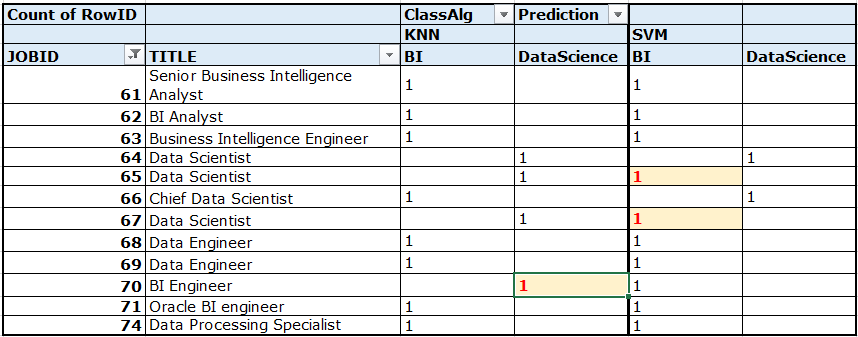 Count of RowID ClassAlg Prediction
KNN SVM
JOBID TITLE BI DataScience BI DataScience
Senior Business Intelligence
61 Analyst 1 1
62 BI Analyst 1 1
63 Business Intelligence Engineer 1 1
64 Data Scientist 1 1
65 Data Scientist 1 1
66 Chief Data Scientist 1 1
67 Data Scientist 1 1
68 Data Engineer 1 1
69 Data Engineer 1 1
70 BI Engineer 1 1
71 Oracle BI engineer 1 1
74 Data Processing Specialist 1 1